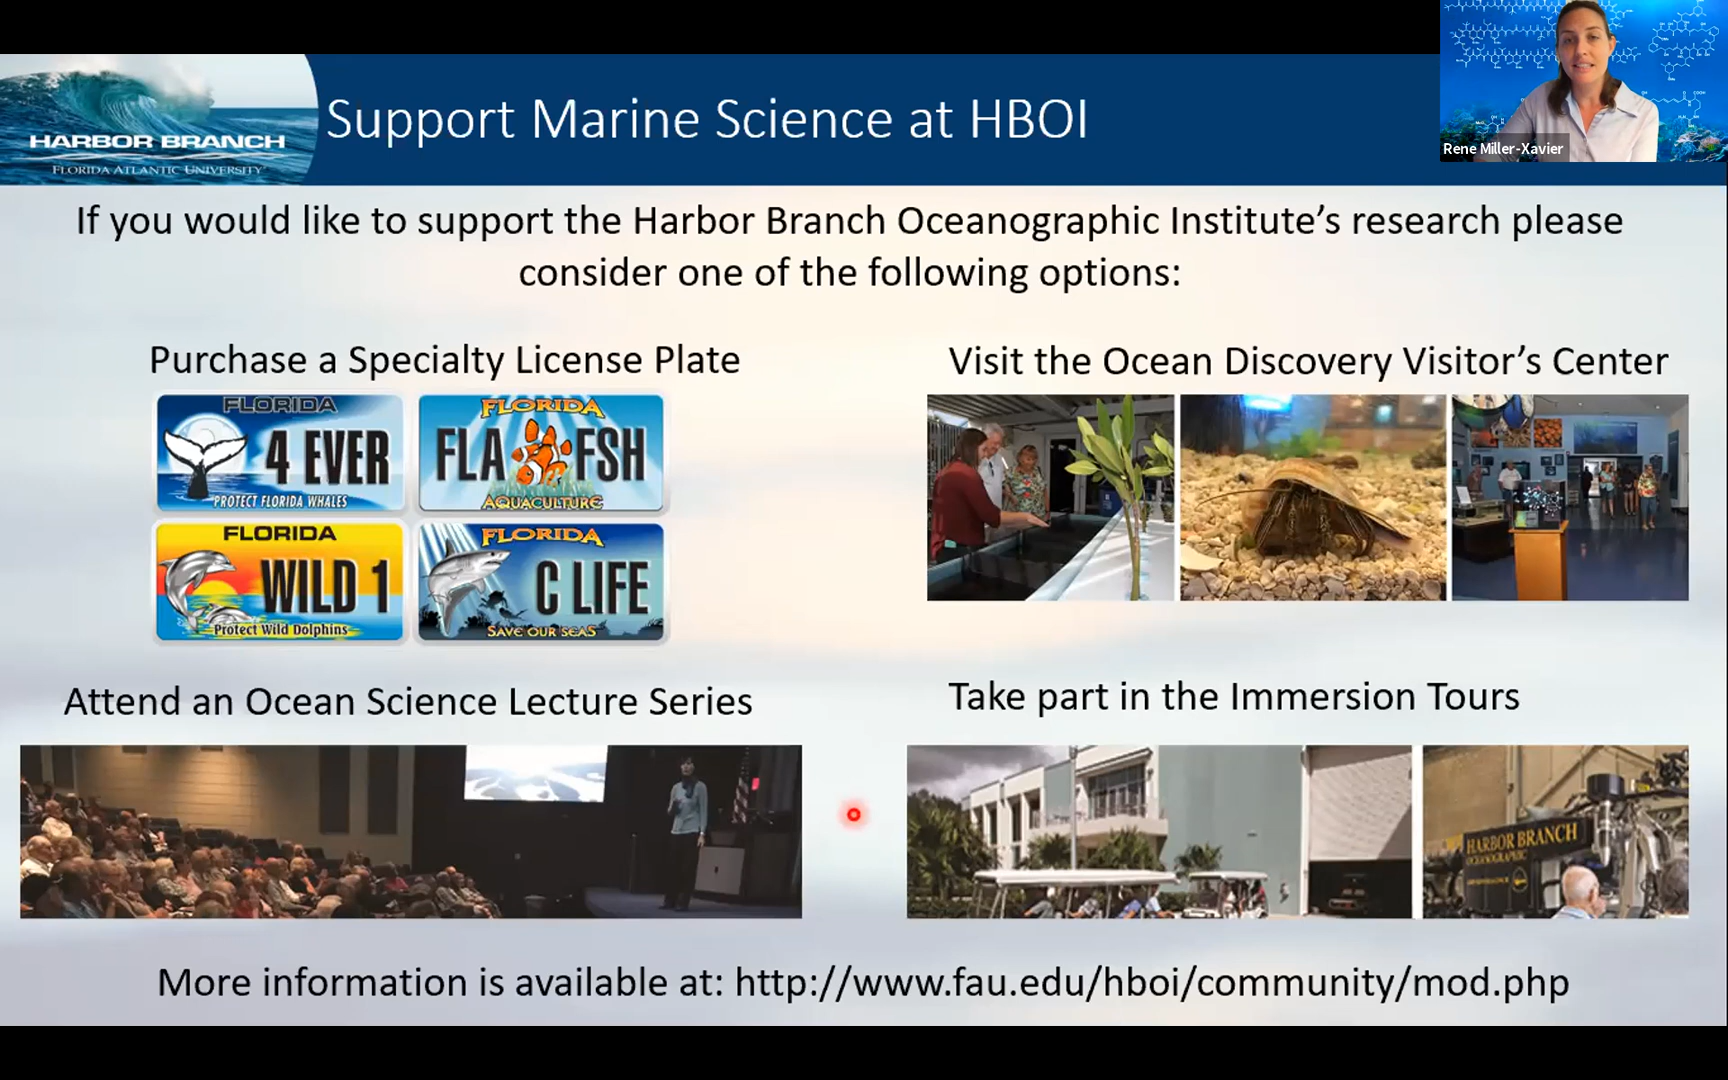 HARBOR BRANCH
FLORIDA ATLANTIC UNIVERSITY
Support Marine Science at HBOI
Rene Miller-Xavier
If you would like to support the Harbor Branch Oceanographic Institute’s research please
consider one of the following options:
Purchase a Specialty License Plate
FLORIDA
4 EVER
PROTECT FLORIDA WHALES
FLORIDA
FLA FSH
AQUACULTURE
FLORIDA
WILD 1
Protect Wild Dolphins
FLORIDA
C LIFE
SAVE OUR SEAS
Visit the Ocean Discovery Visitor’s Center
Attend an Ocean Science Lecture Series
Take part in the Immersion Tours
HARBOR BRANCH
OCEANOGRAPHIC
More information is available at: http://www.fau.edu/hboi/community/mod.php